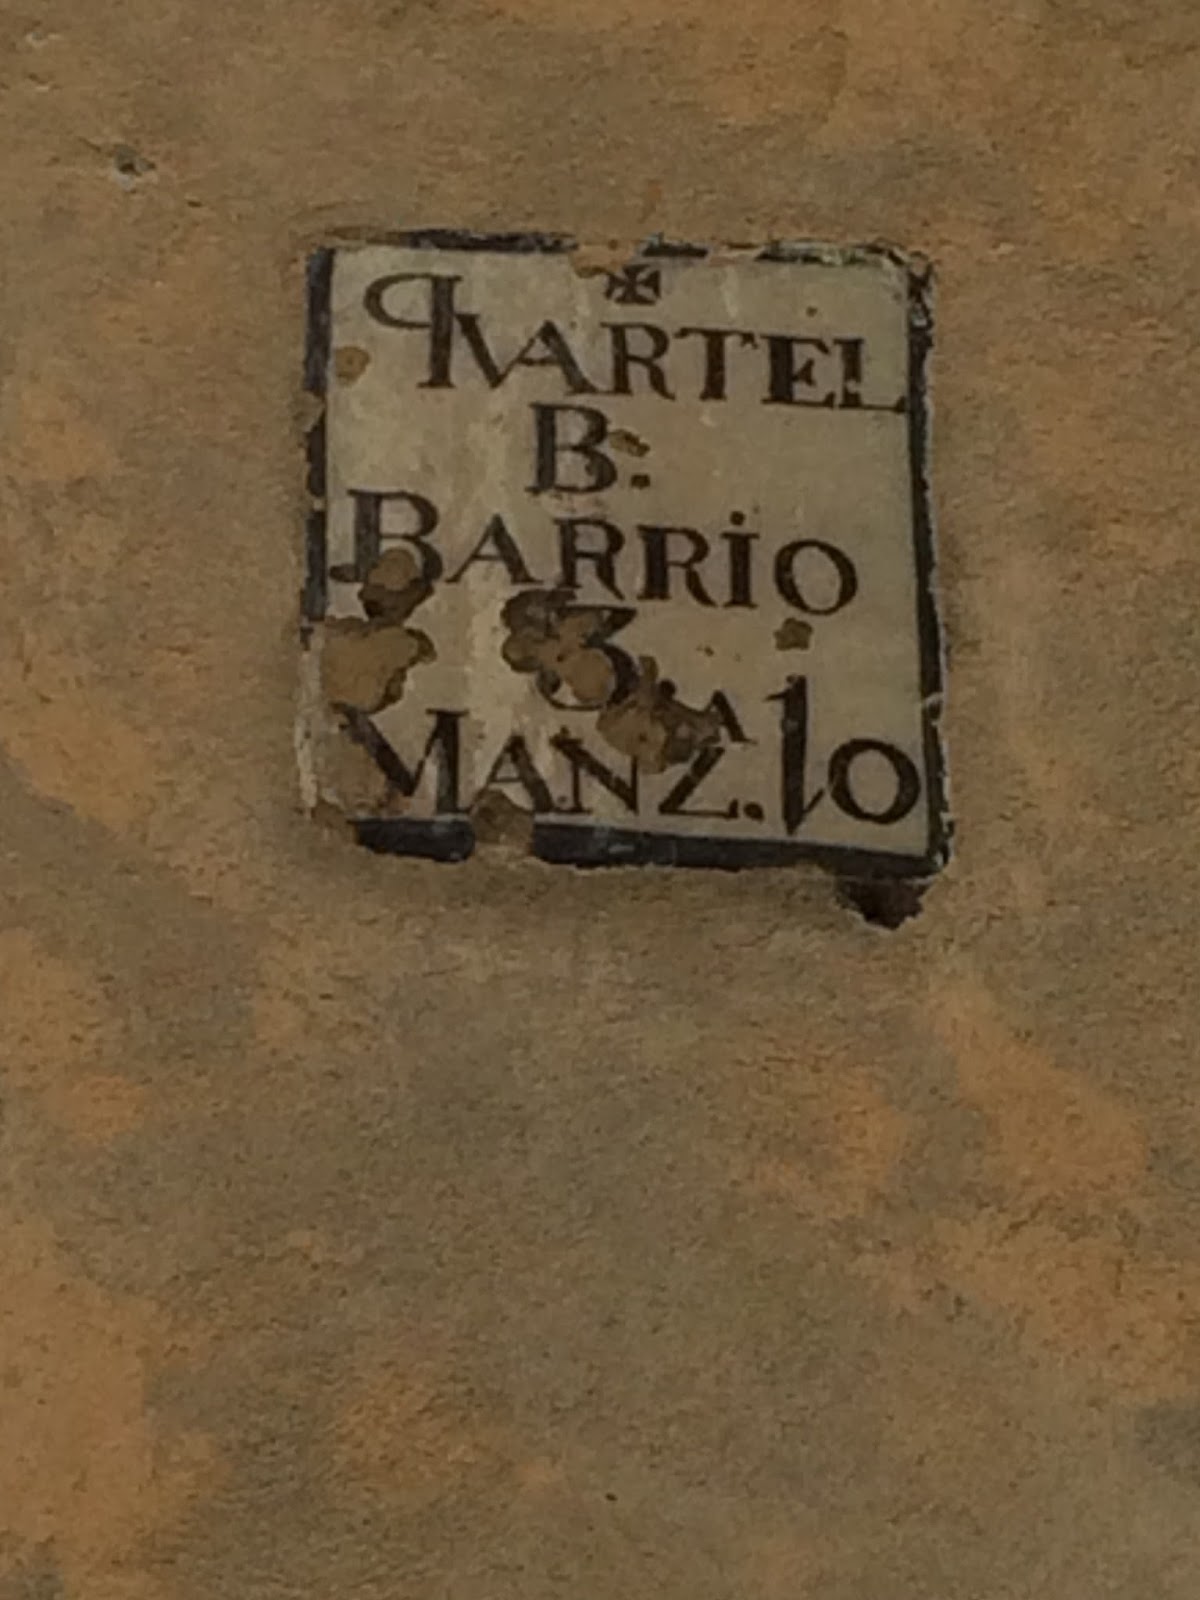 ✠
QVARTEL
B:
BARRiO
3
MANZ.A 10